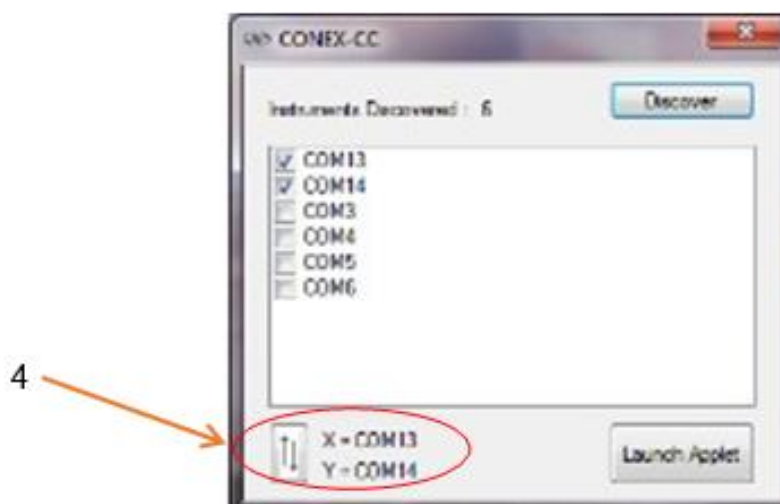 CONEX-CC
Instruments Discovered : 6
Discover
COM13
COM14
COM3
COM4
COM5
COM6
4
X = COM13
Y = COM14
Launch Applet